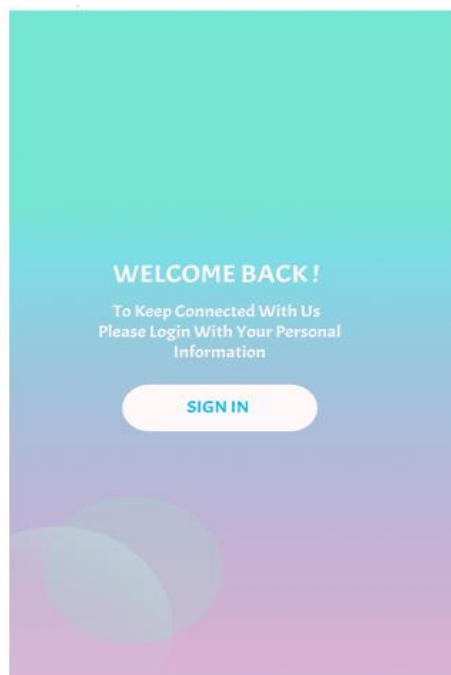 WELCOME BACK !
To Keep Connected With Us
Please Login With Your Personal
Information
SIGN IN